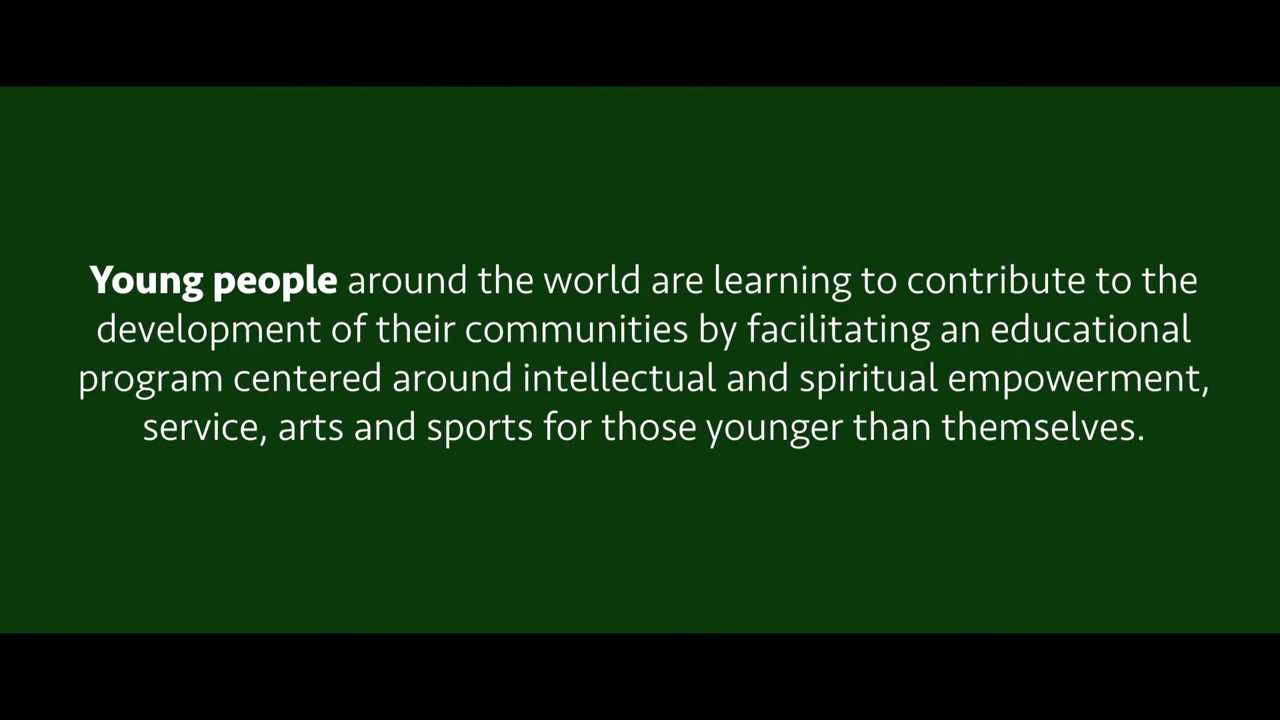 Young people around the world are learning to contribute to the
development of their communities by facilitating an educational
program centered around intellectual and spiritual empowerment,
service, arts and sports for those younger than themselves.